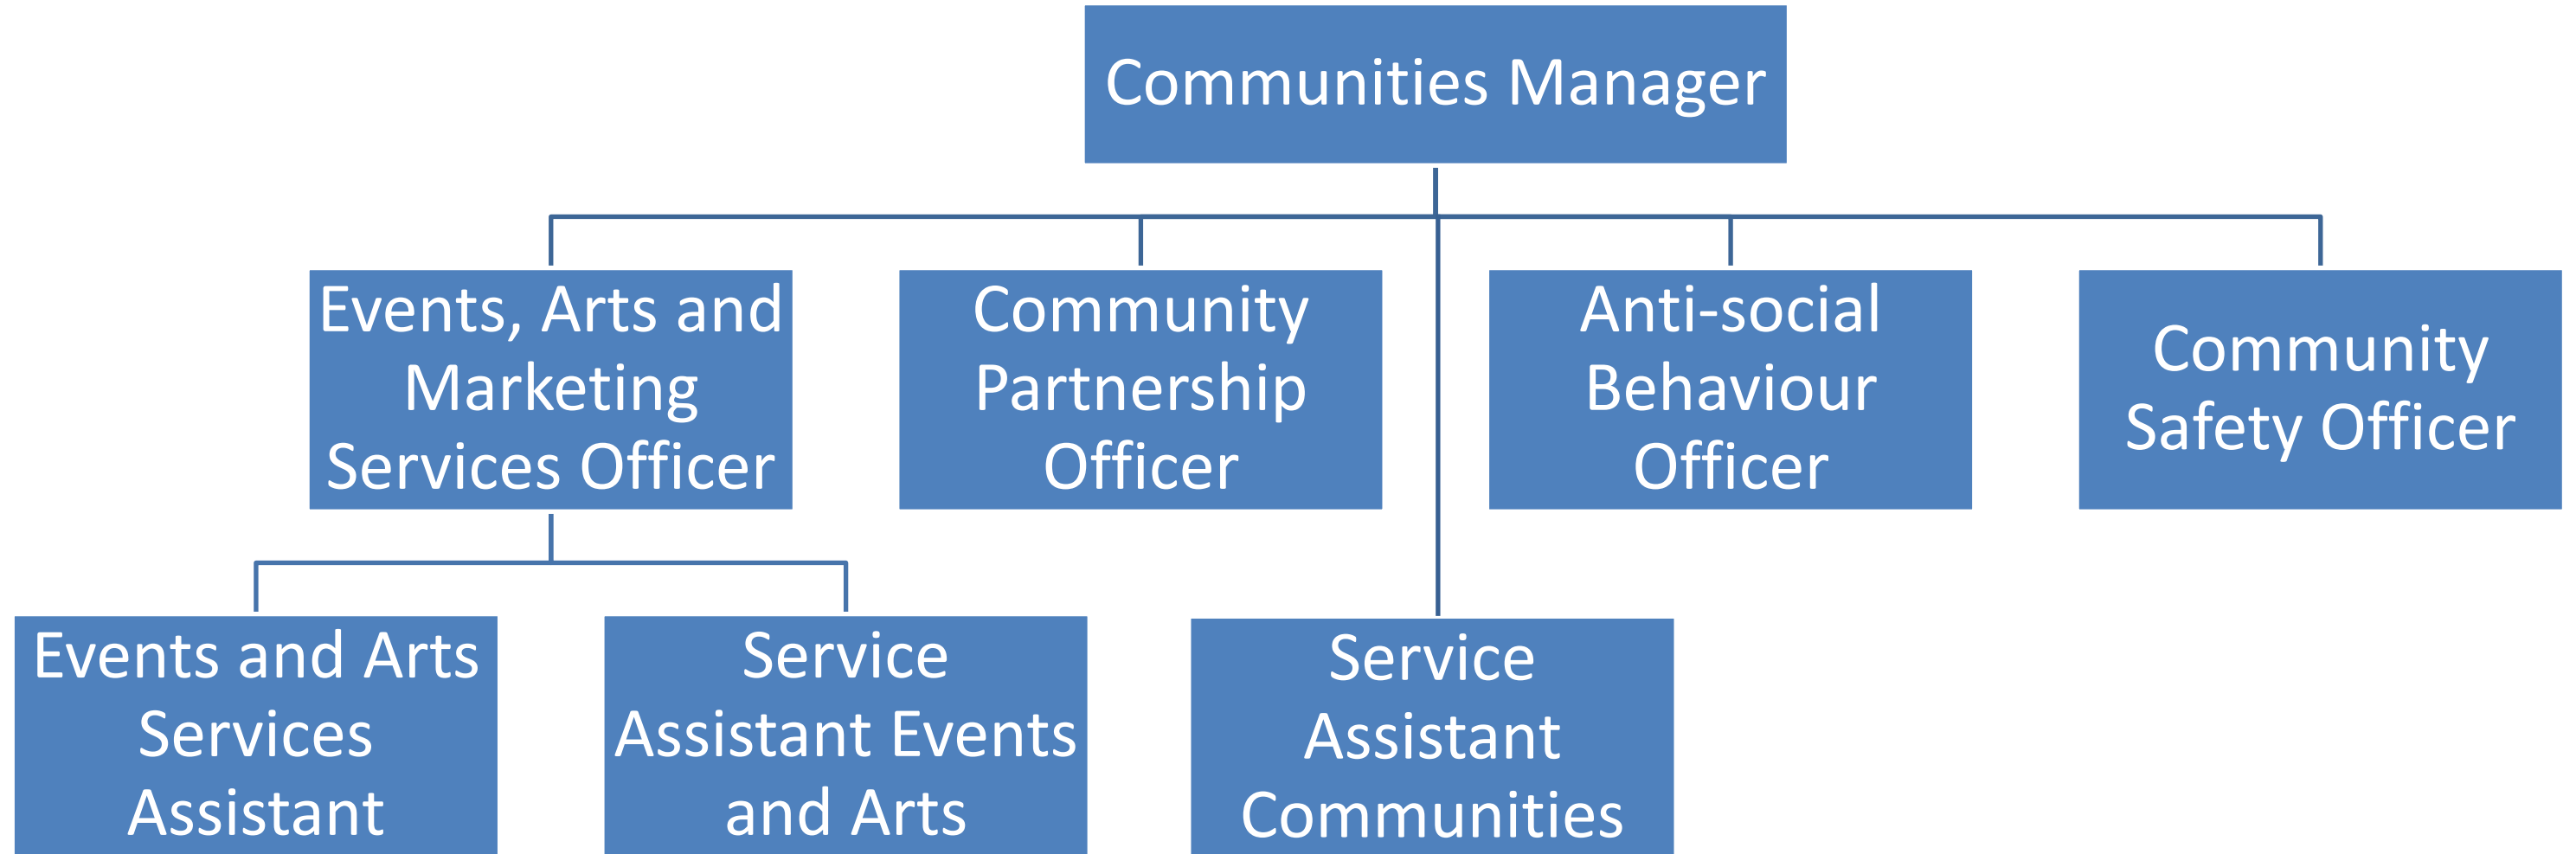 Communities Manager
Events, Arts and
Marketing
Services Officer
Community
Partnership
Officer
Anti-social
Behaviour
Officer
Community
Safety Officer
Events and Arts
Services
Assistant
Service
Assistant Events
and Arts
Service
Assistant
Communities